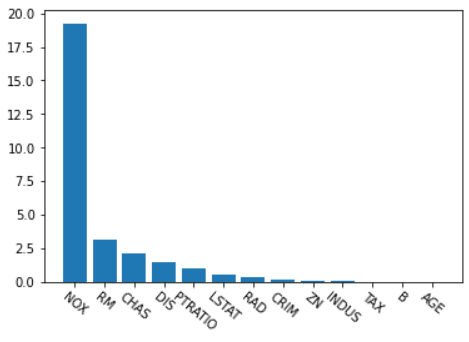 20.0
17.5
15.0
12.5
10.0
7.5
5.0
2.5
0.0
NOX
RM
CHAS
DIS
PTRATIO
LSTAT
RAD
CRIM
ZN
INDUS
TAX
B
AGE